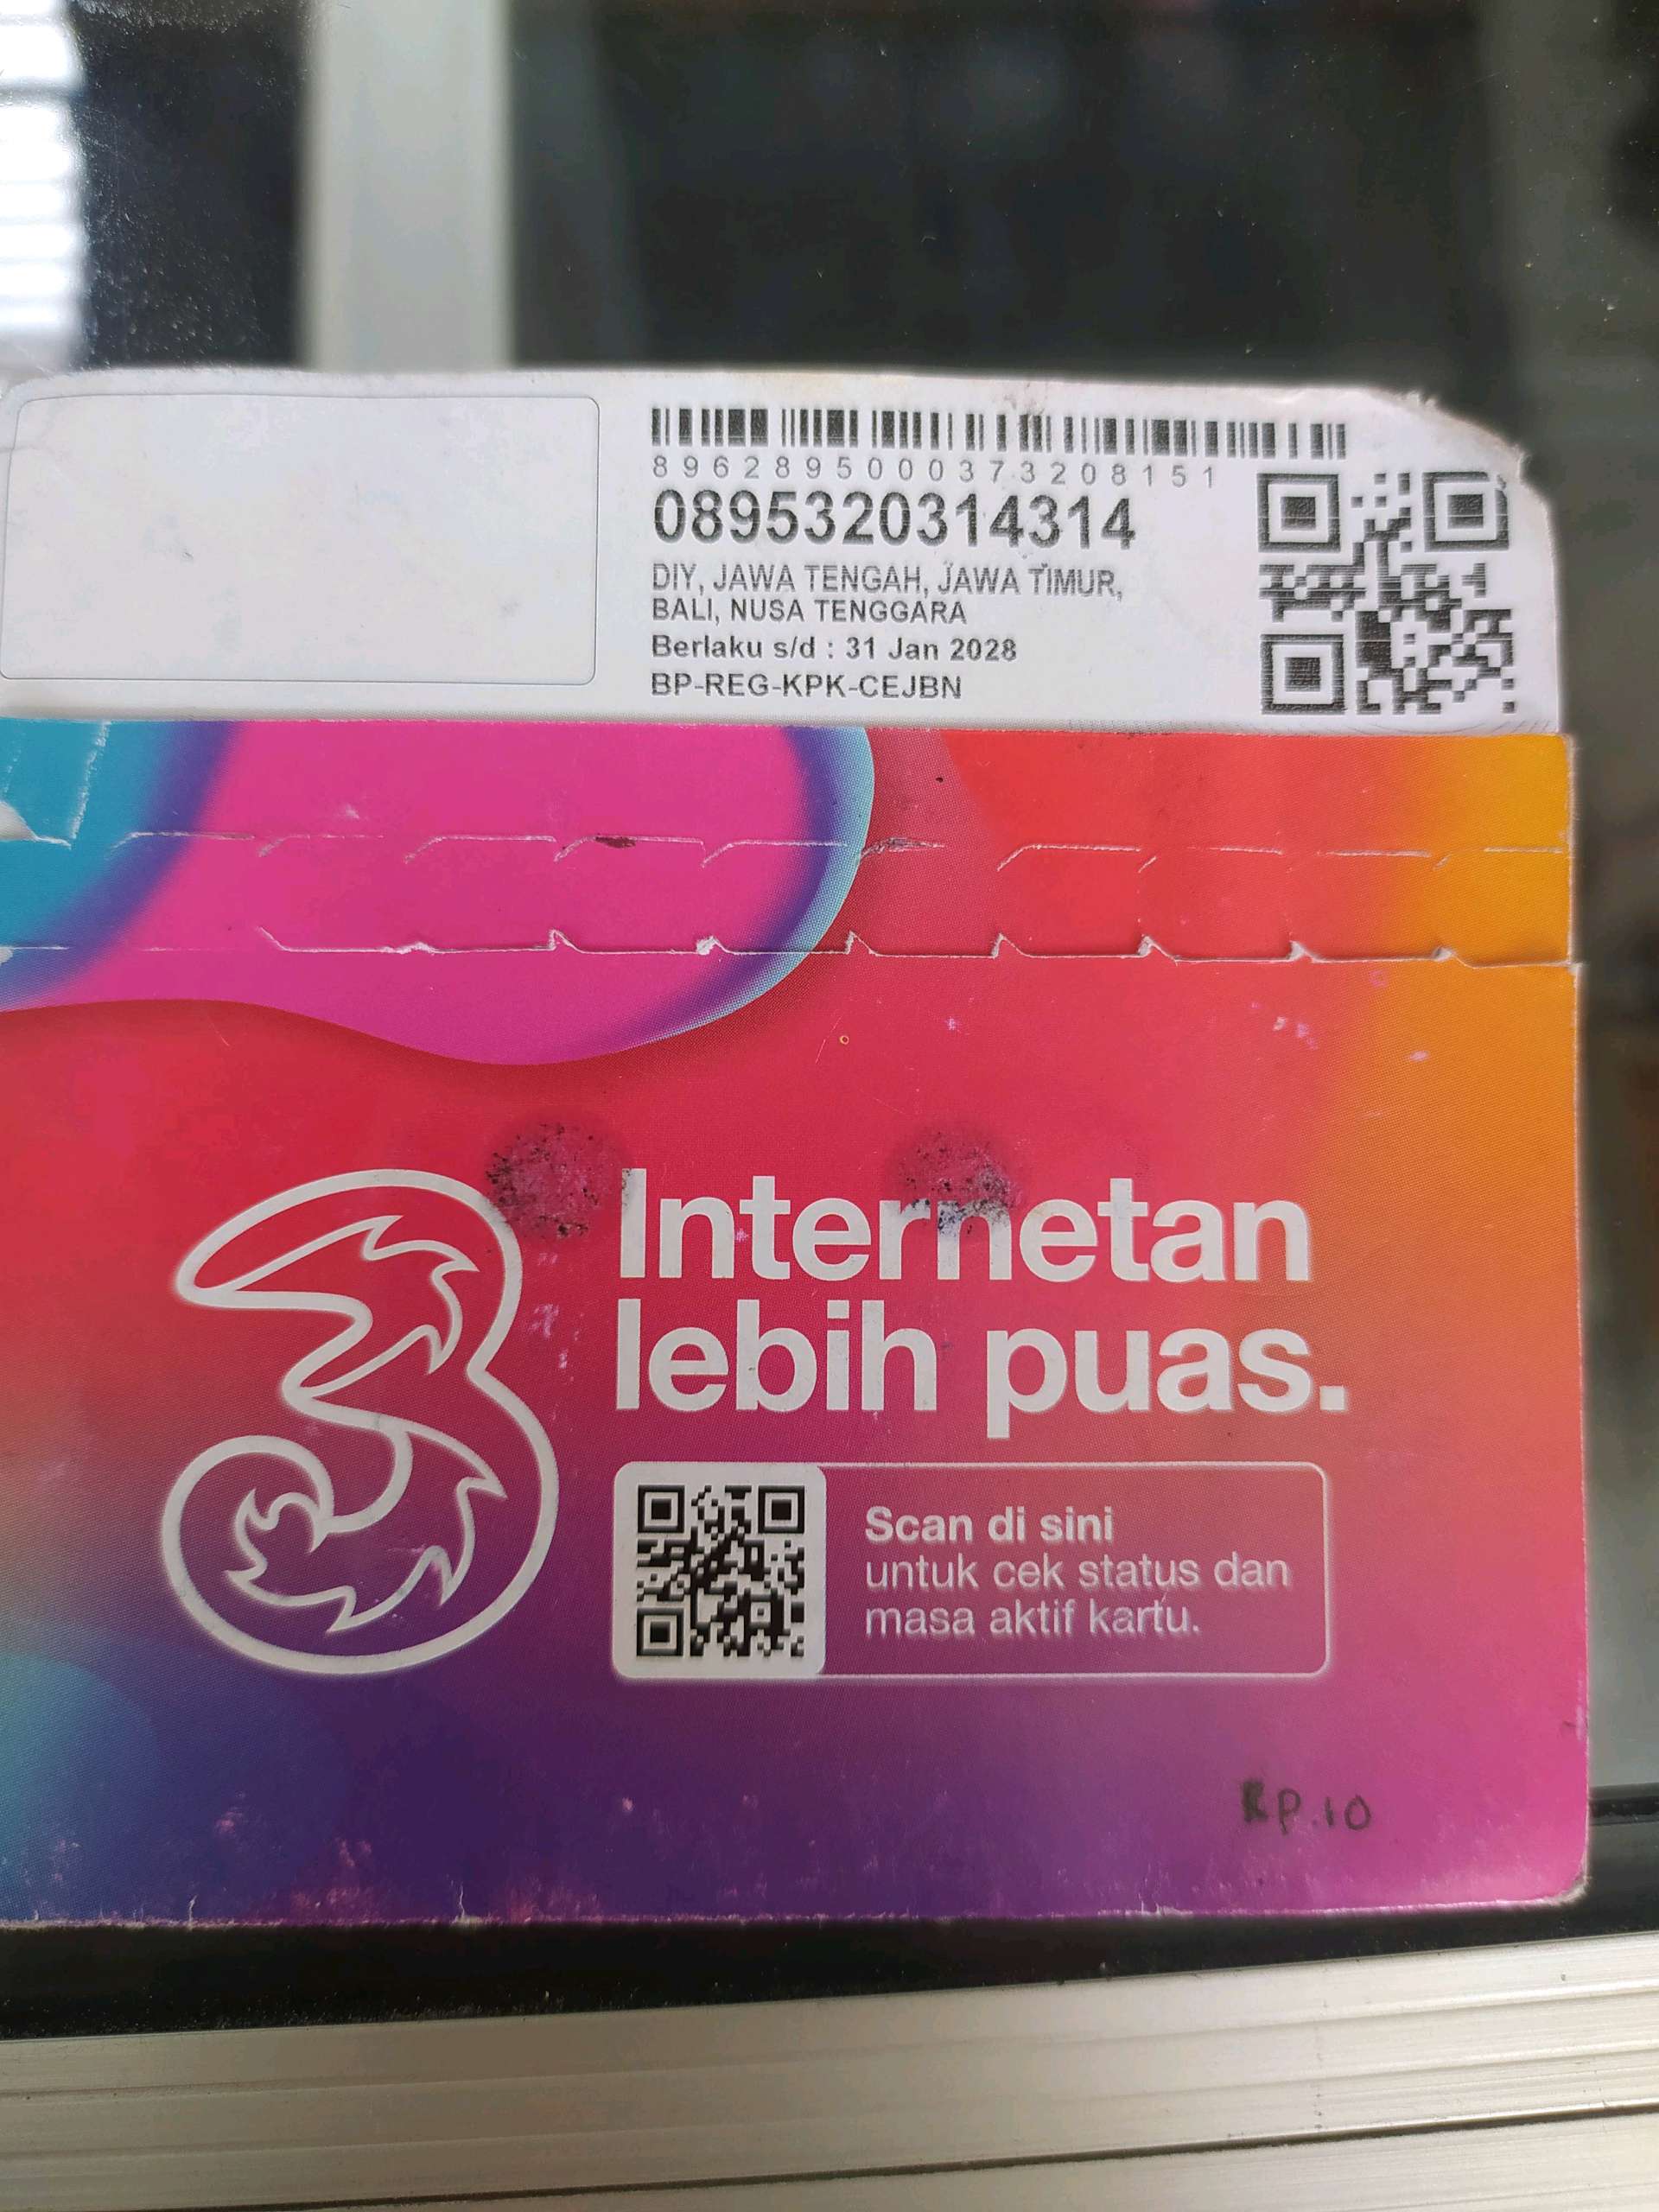 8962895000373208151
0895320314314
DIY, JAWA TENGAH, JAWA TIMUR,
BALI, NUSA TENGGARA
Berlaku s/d : 31 Jan 2028
BP-REG-KPK-CEJBN
3
Internetan
lebih puas.
Scan di sini
untuk cek status dan
masa aktif kartu.
RP.10